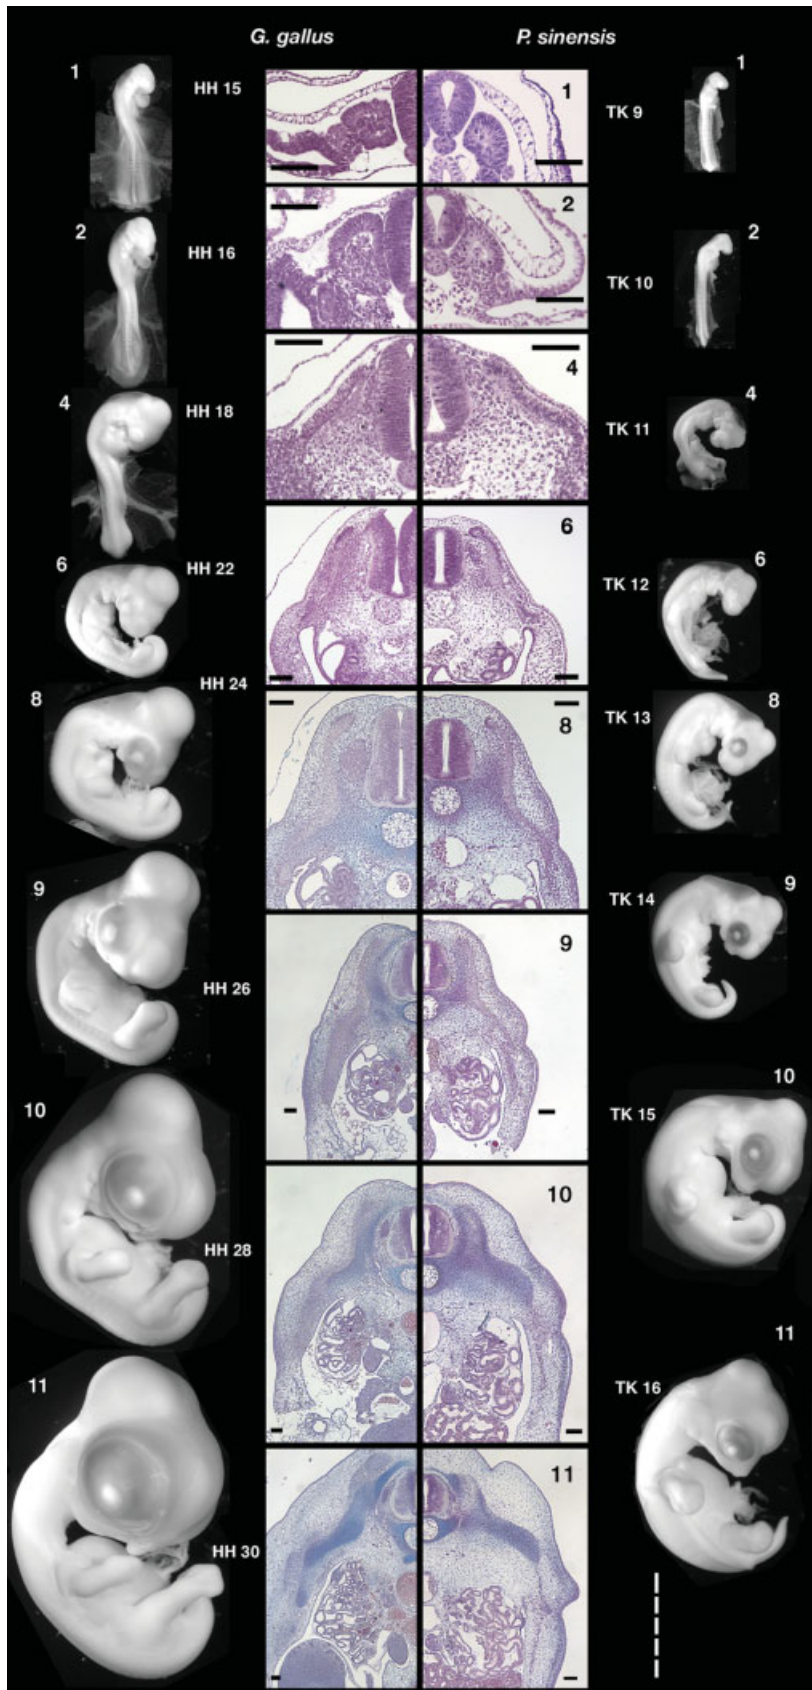 G. gallus P. sinensis
1 HH 15 1 TK 9 1
2 HH 16 2 TK 10 2
4 HH 18 4 TK 11 4
6 HH 22 6 TK 12 6
8 HH 24 8 TK 13 8
9 HH 26 9 TK 14 9
10 HH 28 10 TK 15 10
11 HH 30 11 TK 16 11